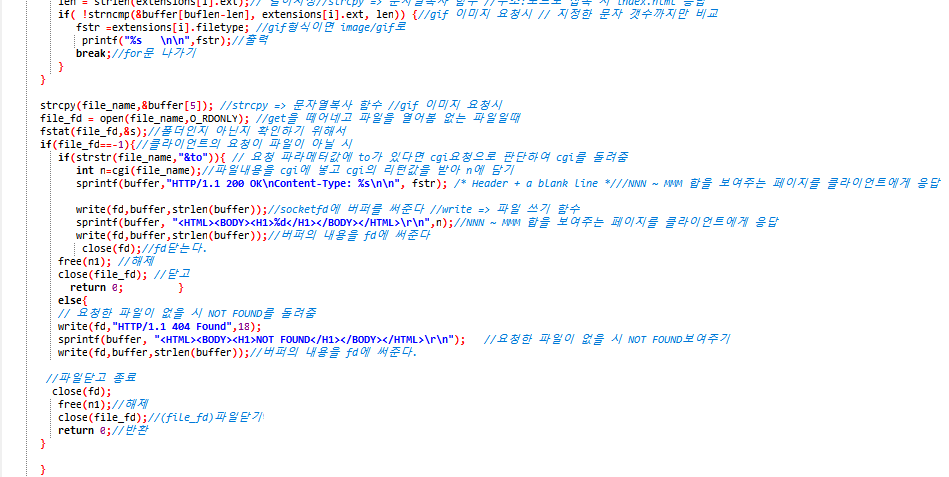 len = strlen(extensions[i].ext);// 길이지정//strcpy => 문자열복사 함수 //주소:포트로 접속 시 index.html 응답
if( !strncmp(&buffer[buflen-len], extensions[i].ext, len)) {//gif 이미지 요청시 // 지정한 문자 갯수까지만 비교
fstr =extensions[i].filetype; //gif형식이면 image/gif로
printf("%s   \n\n",fstr);//출력
break;//for문 나가기
}
}
strcpy(file_name,&buffer[5]); //strcpy => 문자열복사 함수 //gif 이미지 요청시
file_fd = open(file_name,O_RDONLY); //get을 떼어네고 파일을 열어봄 없는 파일일때
fstat(file_fd,&s);//폴더인지 아닌지 확인하기 위해서
if(file_fd==-1){//클라이언트의 요청이 파일이 아닐 시
if(strstr(file_name,"&to")){ // 요청 파라메터값에 to가 있다면 cgi요청으로 판단하여 cgi를 돌려줌
int n=cgi(file_name);//파일내용을 cgi에 넣고 cgi의 리턴값을 받아 n에 담기
sprintf(buffer,"HTTP/1.1 200 OK\nContent-Type: %s\n\n", fstr); /* Header + a blank line *///NNN ~ MMM 합을 보여주는 페이지를 클라이언트에게 응답
write(fd,buffer,strlen(buffer));//socketfd에 버퍼를 써준다 //write => 파일 쓰기 함수
sprintf(buffer, "<HTML><BODY><H1>%d</H1></BODY></HTML>\r\n",n);//NNN ~ MMM 합을 보여주는 페이지를 클라이언트에게 응답
write(fd,buffer,strlen(buffer));//버퍼의 내용을 fd에 써준다
close(fd);//fd닫는다.
free(n1); //해제
close(file_fd); //닫고
return 0;        }
else{
// 요청한 파일이 없을 시 NOT FOUND를 돌려줌
write(fd,"HTTP/1.1 404 Found",18);
sprintf(buffer, "<HTML><BODY><H1>NOT FOUND</H1></BODY></HTML>\r\n");   //요청한 파일이 없을 시 NOT FOUND보여주기
write(fd,buffer,strlen(buffer));//버퍼의 내용을 fd에 써준다.
//파일닫고 종료
close(fd);
free(n1);//해제
close(file_fd);//(file_fd)파일닫기
return 0;//반환
}
}